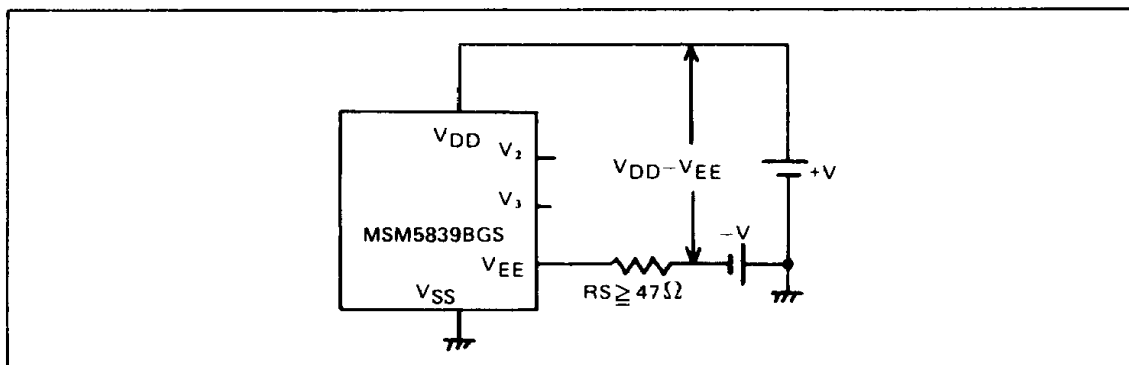 VDD
V2
VDD-VEE
+V
V3
MSM5839BGS
-V
VEE
RS ≧ 47Ω
VSS